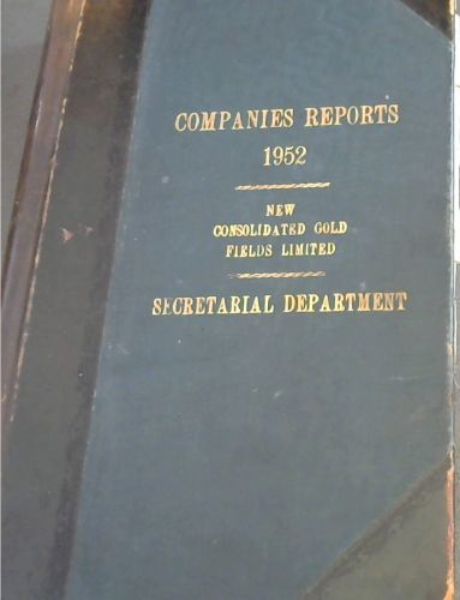 COMPANIES REPORTS
1952
NEW
CONSOLIDATED GOLD
FIELDS LIMITED
SECRETARIAL DEPARTMENT